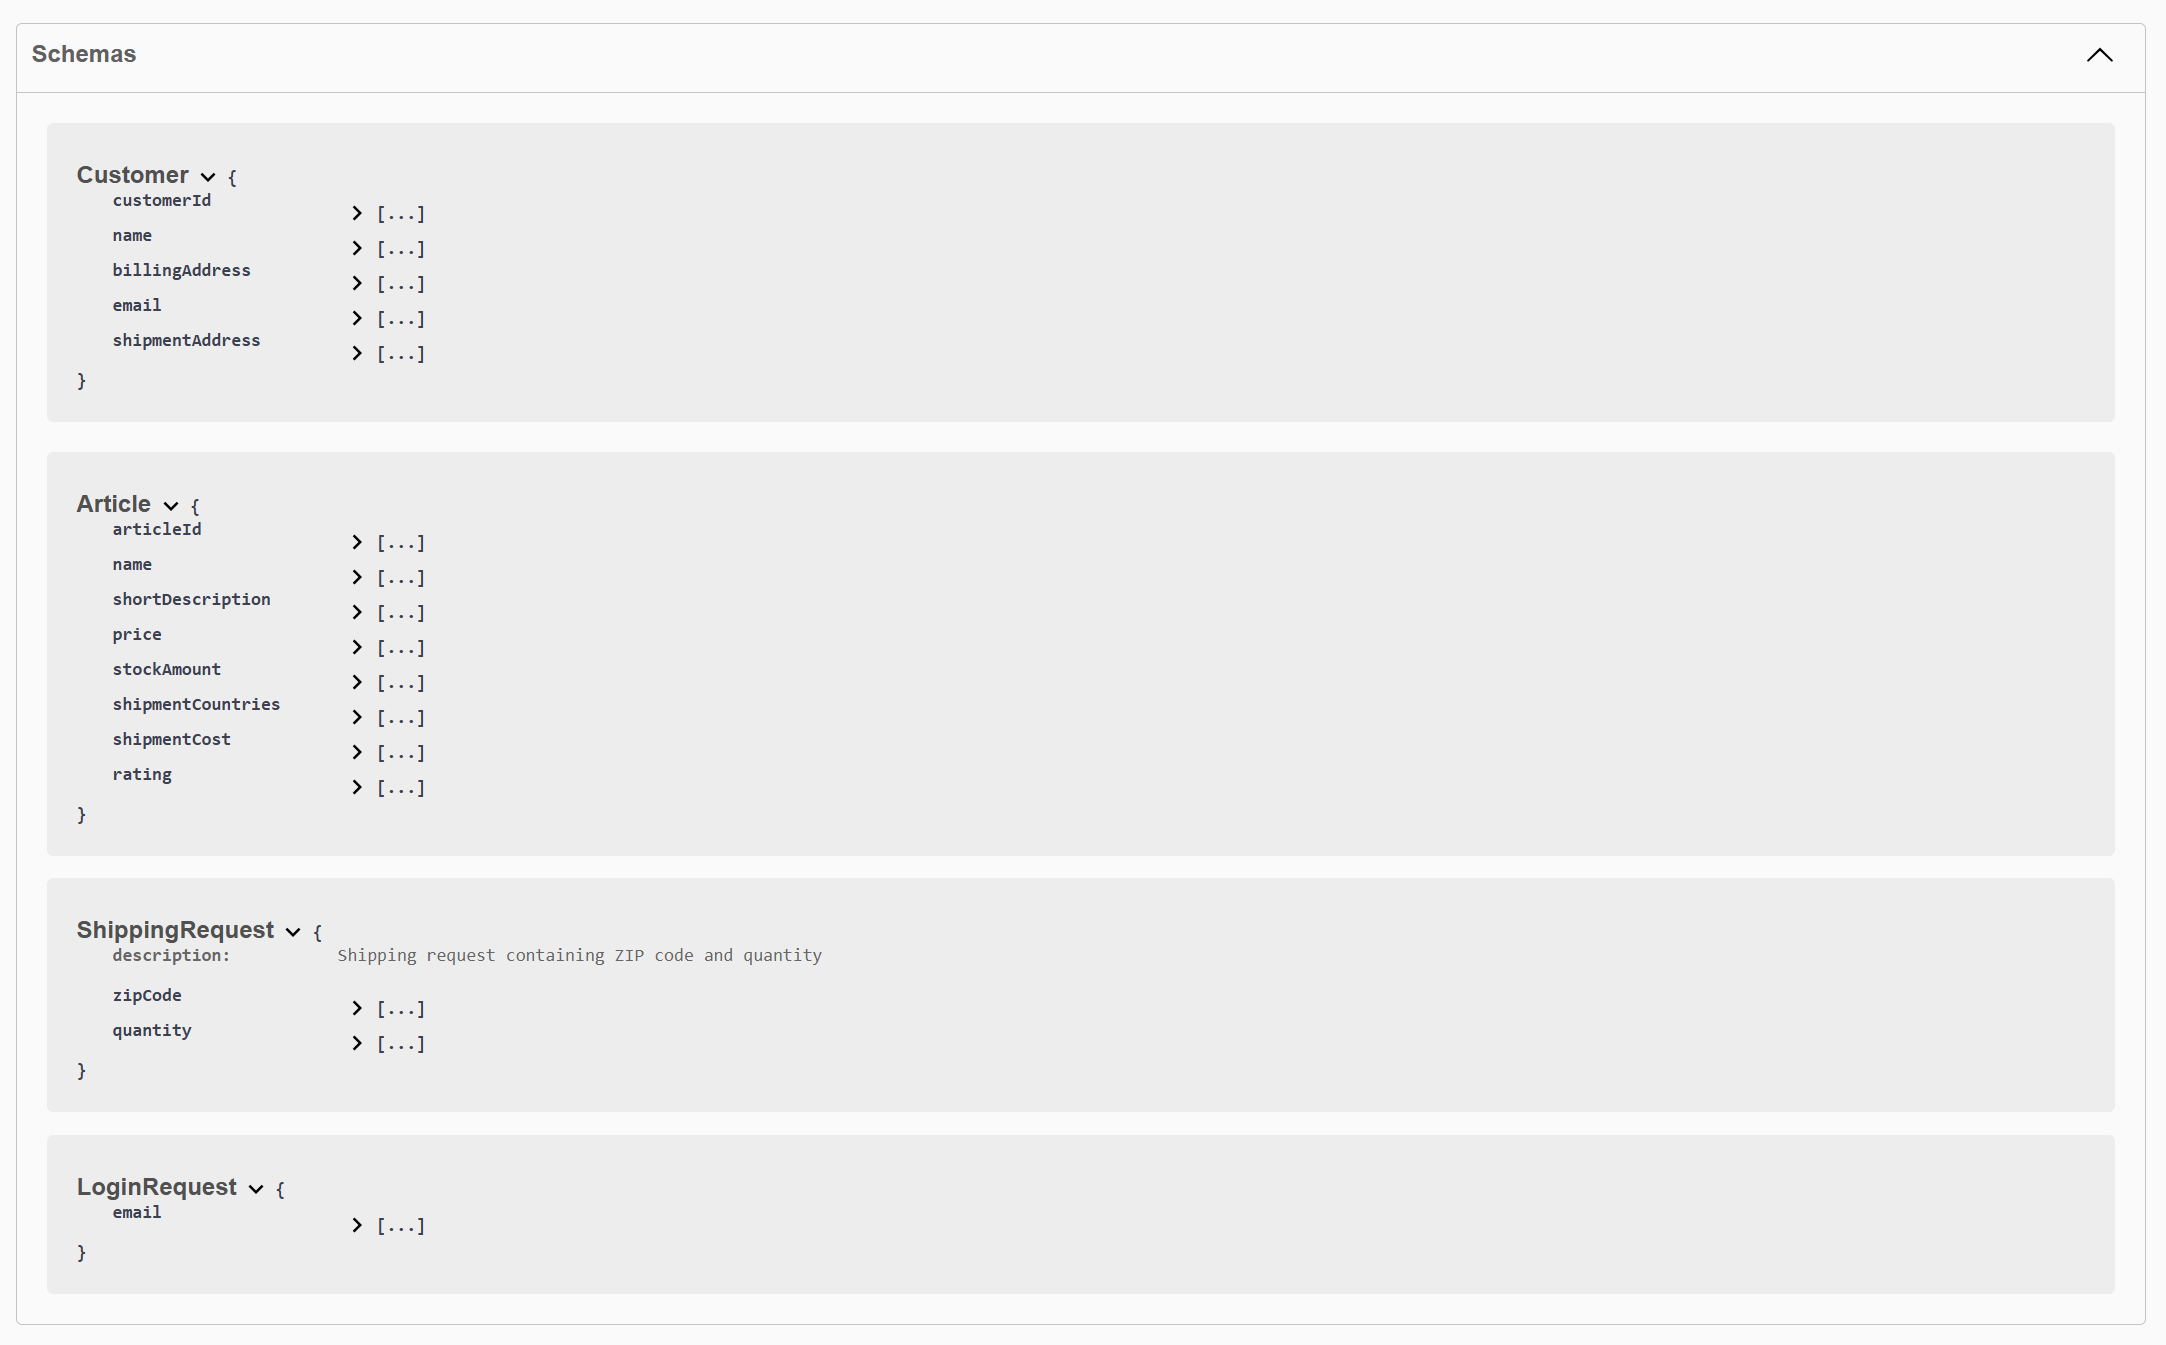 Schemas
Customer {
customerId [...]
name [...]
billingAddress [...]
email [...]
shipmentAddress [...]
}
Article {
articleId [...]
name [...]
shortDescription [...]
price [...]
stockAmount [...]
shipmentCountries [...]
shipmentCost [...]
rating [...]
}
ShippingRequest {
description: Shipping request containing ZIP code and quantity
zipCode [...]
quantity [...]
}
LoginRequest {
email [...]
}